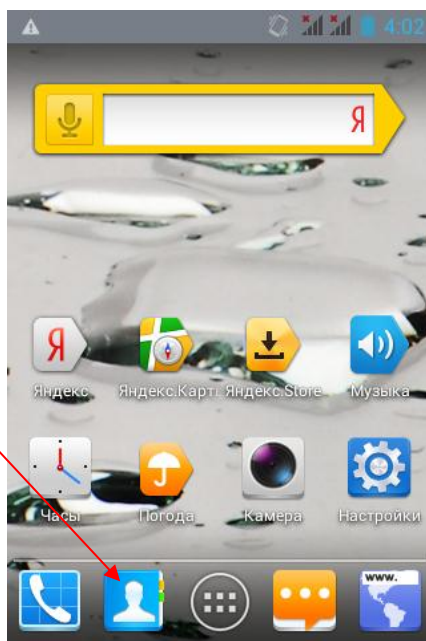 4:02
Я
Я
Яндекс Яндекс.Карт Яндекс.Store Музыка
Часы Погода Камера Настройки
www.